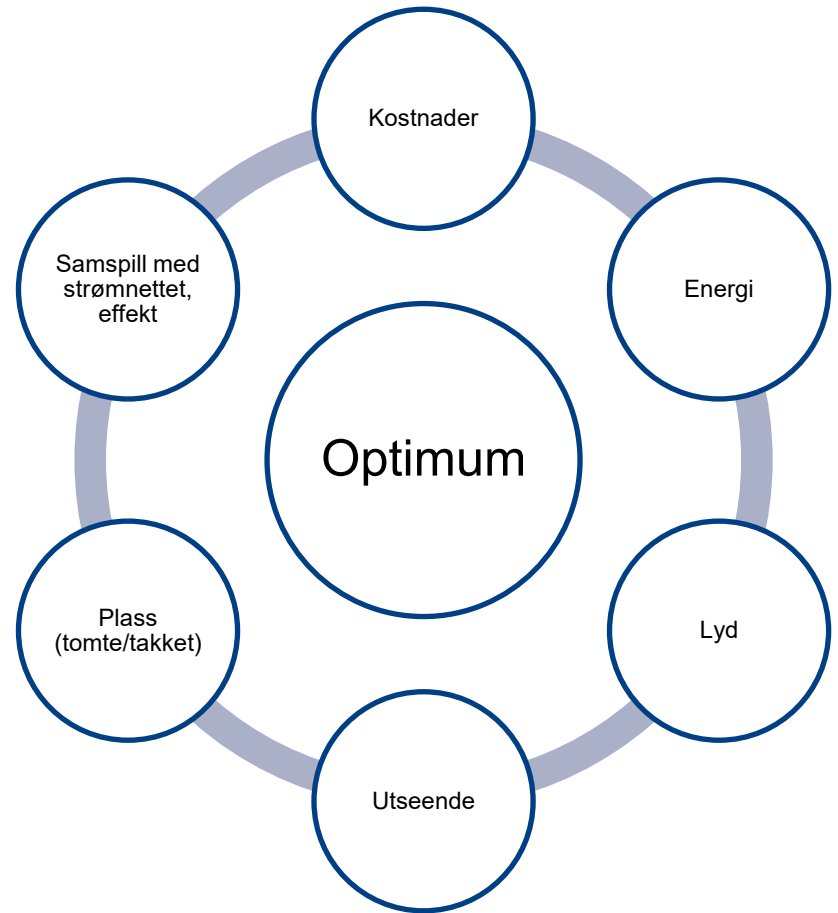 Kostnader
Samspill med
strømnettet,
effekt
Energi
Optimum
Plass
(tomte/takket)
Lyd
Utseende